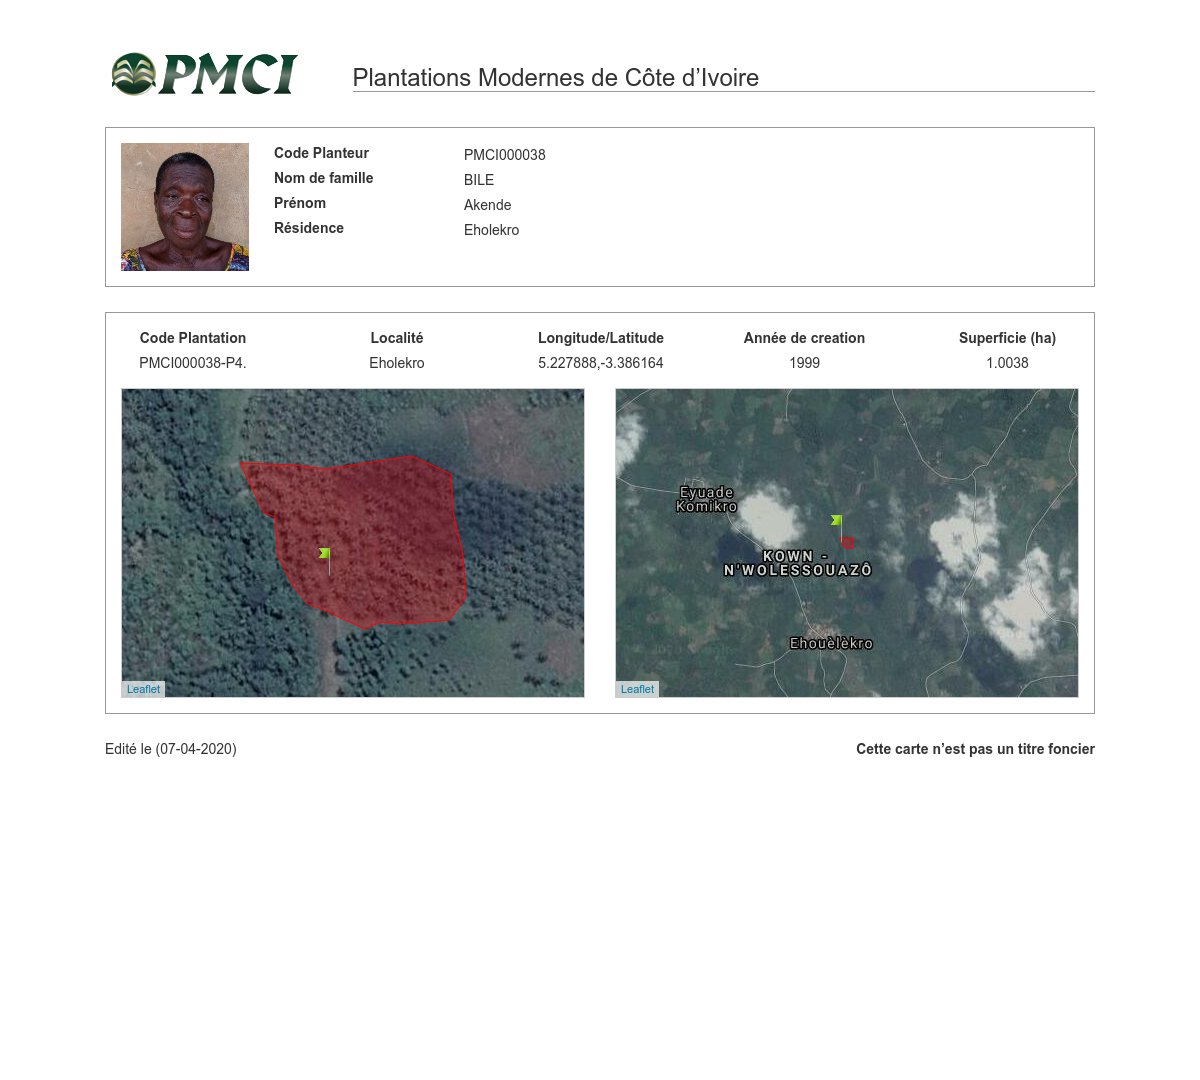 PMCI
Plantations Modernes de Côte d’Ivoire
Code Planteur PMCI000038
Nom de famille BILE
Prénom Akende
Résidence Eholekro
Code Plantation Localité Longitude/Latitude Année de creation Superficie (ha)
PMCI000038-P4. Eholekro 5.227888,-3.386164 1999 1.0038
Eyuade
Komikro
KOWN -
N'WOLESSOUAZÔ
Ehouèlèkro
Leaflet
Leaflet
Edité le (07-04-2020) Cette carte n’est pas un titre foncier